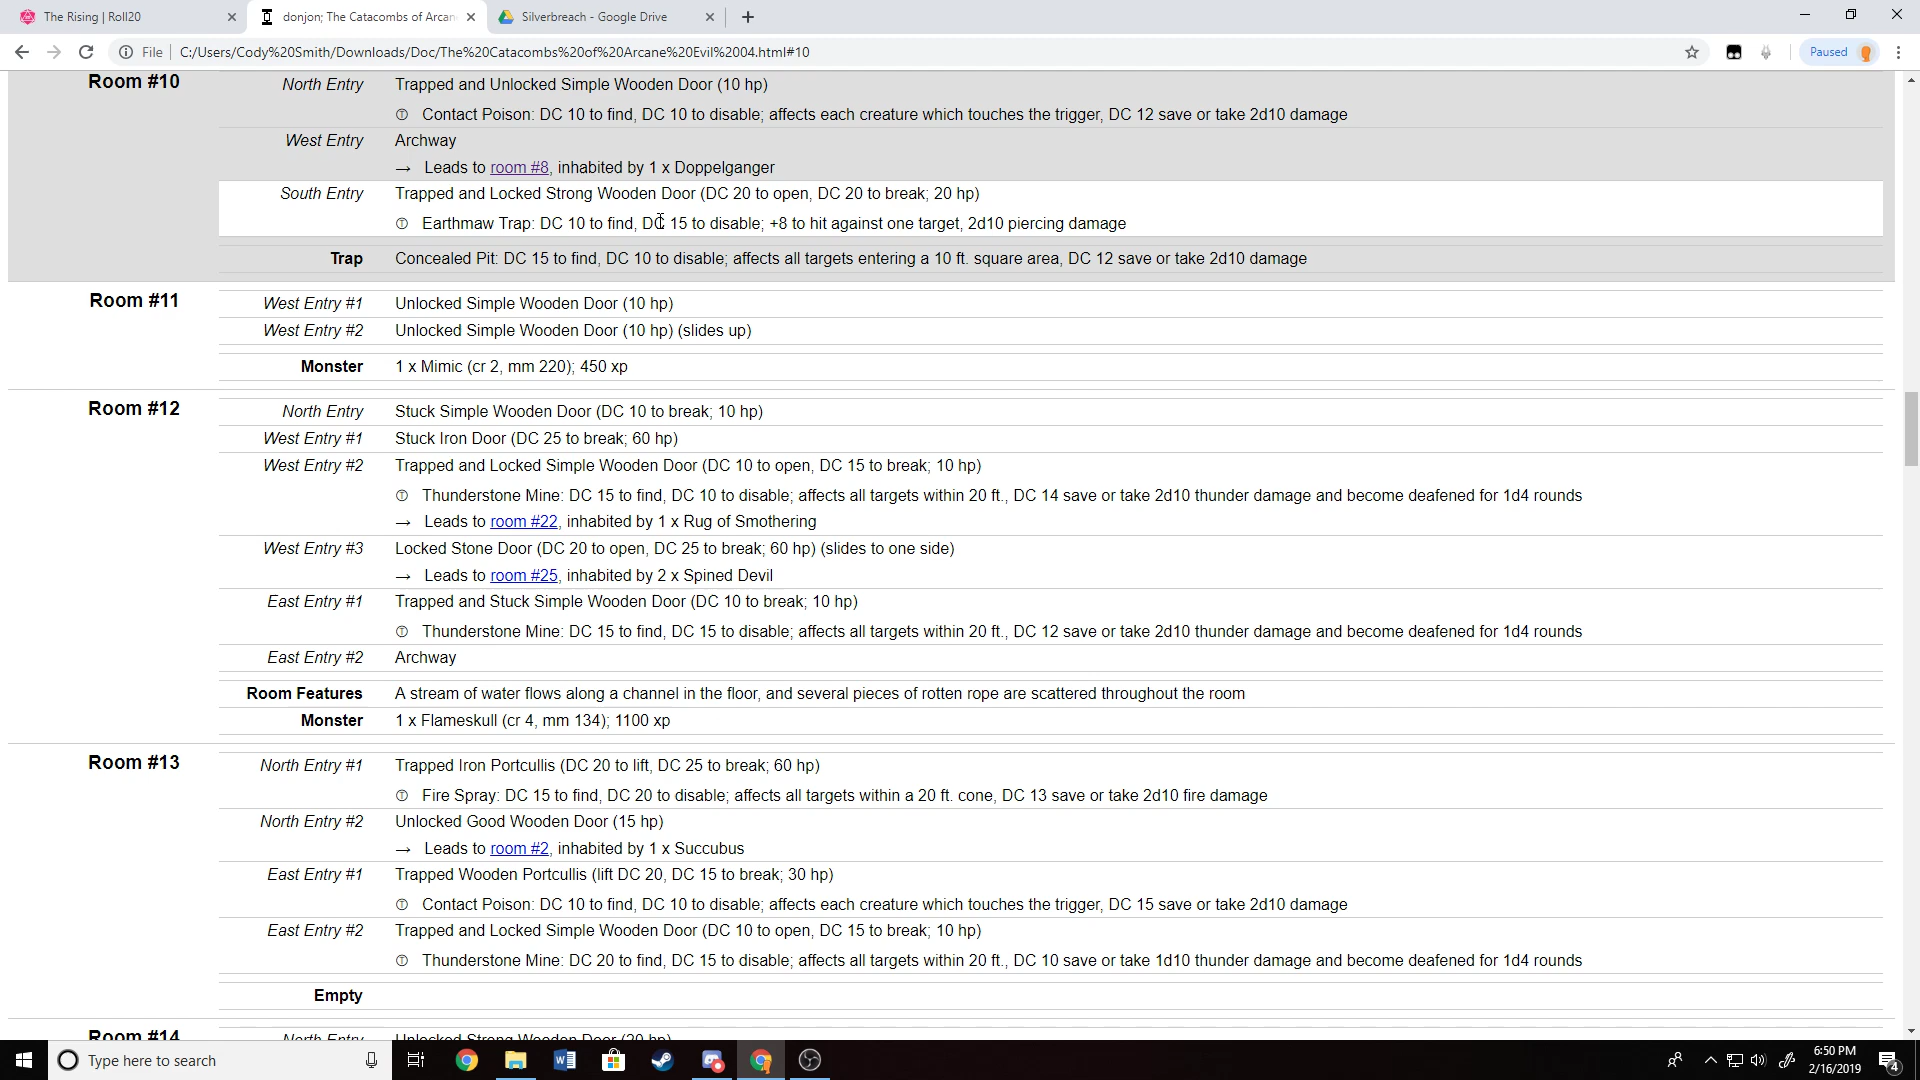 The Rising | Roll20
donjon; The Catacombs of Arcan
Silverbreach - Google Drive
File
C:/Users/Cody%20Smith/Downloads/Doc/The%20Catacombs%20of%20Arcane%20Evil%2004.html#10
Paused
Room #10
North Entry Trapped and Unlocked Simple Wooden Door (10 hp)
Ⓣ Contact Poison: DC 10 to find, DC 10 to disable; affects each creature which touches the trigger, DC 12 save or take 2d10 damage
West Entry Archway
→ Leads to room #8, inhabited by 1 x Doppelganger
South Entry Trapped and Locked Strong Wooden Door (DC 20 to open, DC 20 to break; 20 hp)
Ⓣ Earthmaw Trap: DC 10 to find, DC 15 to disable; +8 to hit against one target, 2d10 piercing damage
Trap Concealed Pit: DC 15 to find, DC 10 to disable; affects all targets entering a 10 ft. square area, DC 12 save or take 2d10 damage
Room #11
West Entry #1 Unlocked Simple Wooden Door (10 hp)
West Entry #2 Unlocked Simple Wooden Door (10 hp) (slides up)
Monster 1 x Mimic (cr 2, mm 220); 450 xp
Room #12
North Entry Stuck Simple Wooden Door (DC 10 to break; 10 hp)
West Entry #1 Stuck Iron Door (DC 25 to break; 60 hp)
West Entry #2 Trapped and Locked Simple Wooden Door (DC 10 to open, DC 15 to break; 10 hp)
Ⓣ Thunderstone Mine: DC 15 to find, DC 10 to disable; affects all targets within 20 ft., DC 14 save or take 2d10 thunder damage and become deafened for 1d4 rounds
→ Leads to room #22, inhabited by 1 x Rug of Smothering
West Entry #3 Locked Stone Door (DC 20 to open, DC 25 to break; 60 hp) (slides to one side)
→ Leads to room #25, inhabited by 2 x Spined Devil
East Entry #1 Trapped and Stuck Simple Wooden Door (DC 10 to break; 10 hp)
Ⓣ Thunderstone Mine: DC 15 to find, DC 15 to disable; affects all targets within 20 ft., DC 12 save or take 2d10 thunder damage and become deafened for 1d4 rounds
East Entry #2 Archway
Room Features A stream of water flows along a channel in the floor, and several pieces of rotten rope are scattered throughout the room
Monster 1 x Flameskull (cr 4, mm 134); 1100 xp
Room #13
North Entry #1 Trapped Iron Portcullis (DC 20 to lift, DC 25 to break; 60 hp)
Ⓣ Fire Spray: DC 15 to find, DC 20 to disable; affects all targets within a 20 ft. cone, DC 13 save or take 2d10 fire damage
North Entry #2 Unlocked Good Wooden Door (15 hp)
→ Leads to room #2, inhabited by 1 x Succubus
East Entry #1 Trapped Wooden Portcullis (lift DC 20, DC 15 to break; 30 hp)
Ⓣ Contact Poison: DC 10 to find, DC 10 to disable; affects each creature which touches the trigger, DC 15 save or take 2d10 damage
East Entry #2 Trapped and Locked Simple Wooden Door (DC 10 to open, DC 15 to break; 10 hp)
Ⓣ Thunderstone Mine: DC 20 to find, DC 15 to disable; affects all targets within 20 ft., DC 10 save or take 1d10 thunder damage and become deafened for 1d4 rounds
Empty
Room #14
North Entry Unlocked Strong Wooden Door (20 hp)
Type here to search
6:50 PM
2/16/2019
4